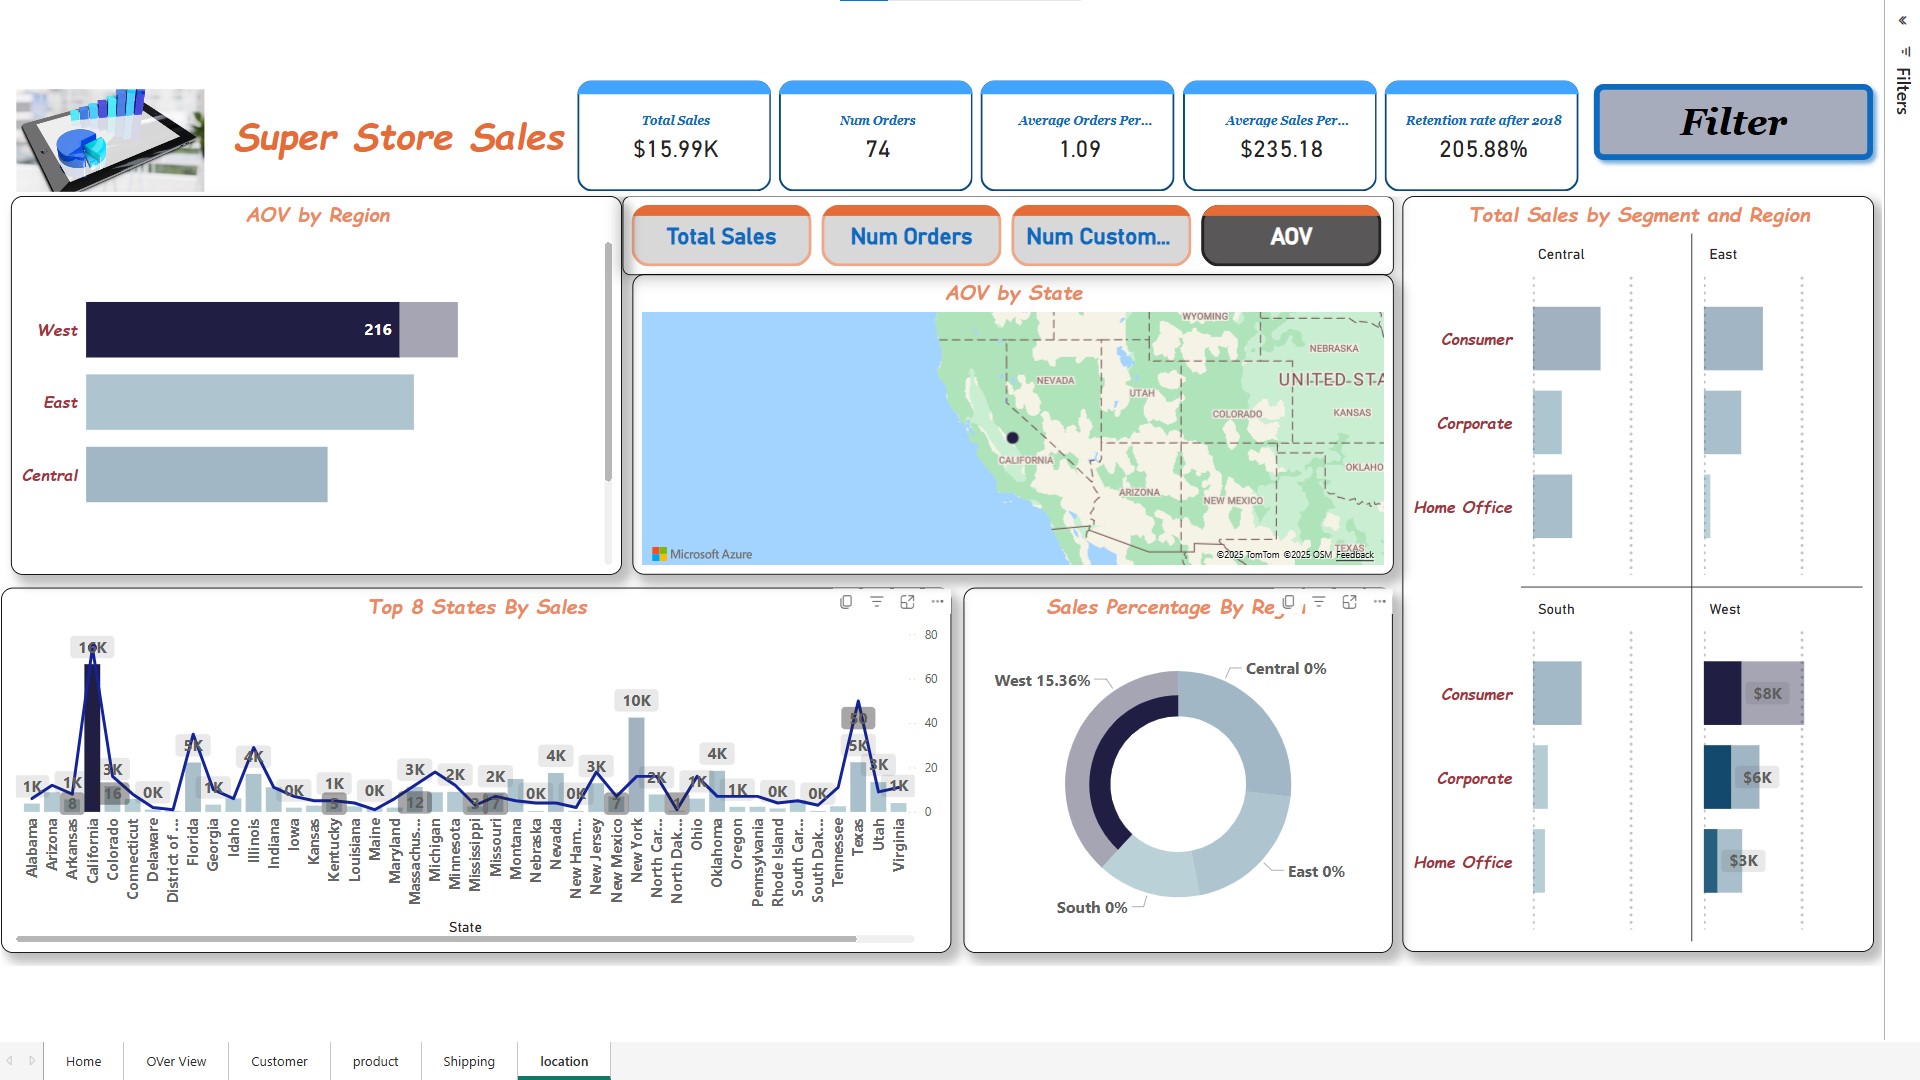 Filters
Super Store Sales
Total Sales
$15.99K
Num Orders
74
Average Orders Per...
1.09
Average Sales Per...
$235.18
Retention rate after 2018
205.88%
Filter
AOV by Region
West
216
East
Central
Total Sales
Num Orders
Num Custom...
AOV
AOV by State
WYOMING
NEBRASKA
NEVADA
UNITED STA
UTAH
COLORADO
KANSAS
CALIFORNIA
OKLAHO
ARIZONA
NEW MEXICO
TEXAS
Microsoft Azure
©2025 TomTom ©2025 OSM Feedback
Total Sales by Segment and Region
Central
East
Consumer
Corporate
Home Office
South
West
Consumer
$8K
Corporate
$6K
Home Office
$3K
Top 8 States By Sales
80
60
40
20
0
16K
10K
5K
4K
3K
1K
1K
8
16
0K
1K
0K
1K
5
0K
3K
12
2K
2K
3
7
0K
4K
0K
3K
7
2K
1K
4K
1K
0K
0K
50
5K
3K
1K
Alabama
Arizona
Arkansas
California
Colorado
Connecticut
Delaware
District of ...
Florida
Georgia
Idaho
Illinois
Indiana
Iowa
Kansas
Kentucky
Louisiana
Maine
Maryland
Massachus...
Michigan
Minnesota
Mississippi
Missouri
Montana
Nebraska
Nevada
New Ham...
New Jersey
New Mexico
New York
North Car...
North Dak...
Ohio
Oklahoma
Oregon
Pennsylvania
Rhode Island
South Car...
South Dak...
Tennessee
Texas
Utah
Virginia
State
Sales Percentage By
West 15.36%
Central 0%
East 0%
South 0%
Home
OVer View
Customer
product
Shipping
location